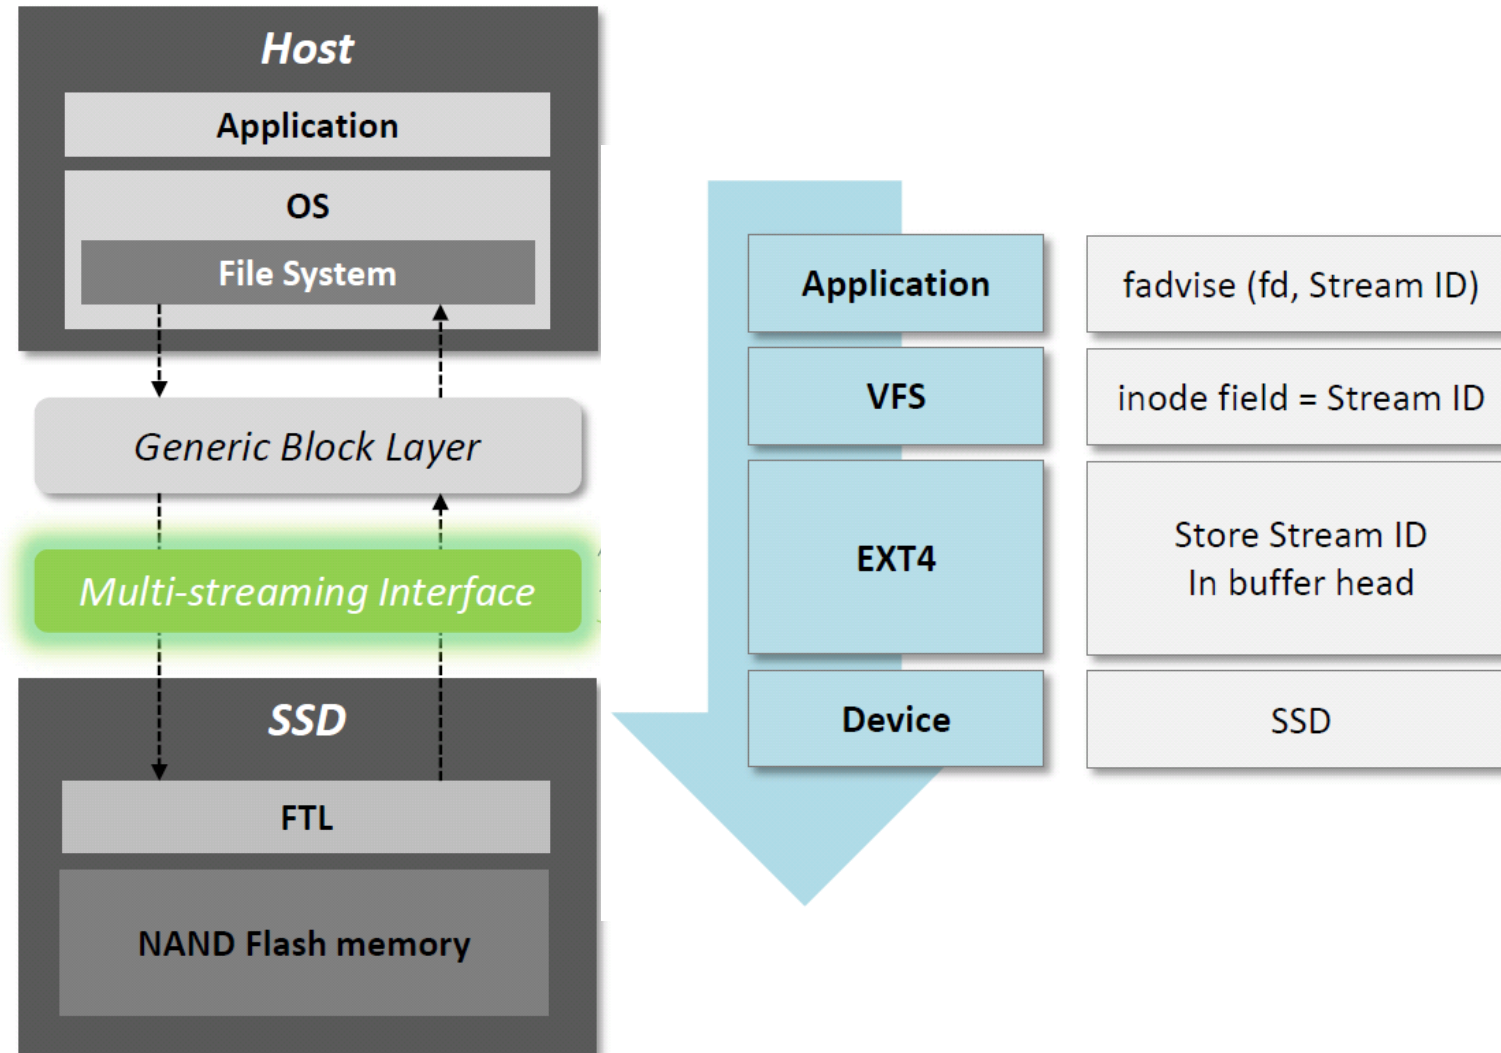 Host
Application
OS
File System
Generic Block Layer
Multi-streaming Interface
SSD
FTL
NAND Flash memory
Application
fadvise (fd, Stream ID)
VFS
inode field = Stream ID
EXT4
Store Stream ID
In buffer head
Device
SSD